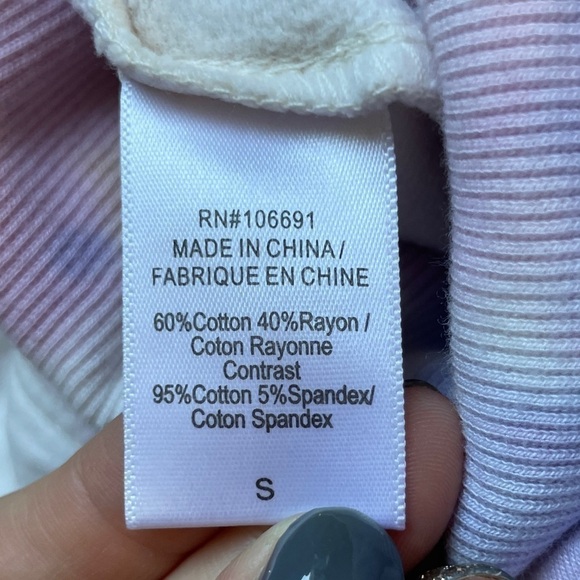 RN#106691
MADE IN CHINA/
FABRIQUE EN CHINE
60%Cotton 40%Rayon /
Coton Rayonne
Contrast
95%Cotton 5%Spandex/
Coton Spandex
S